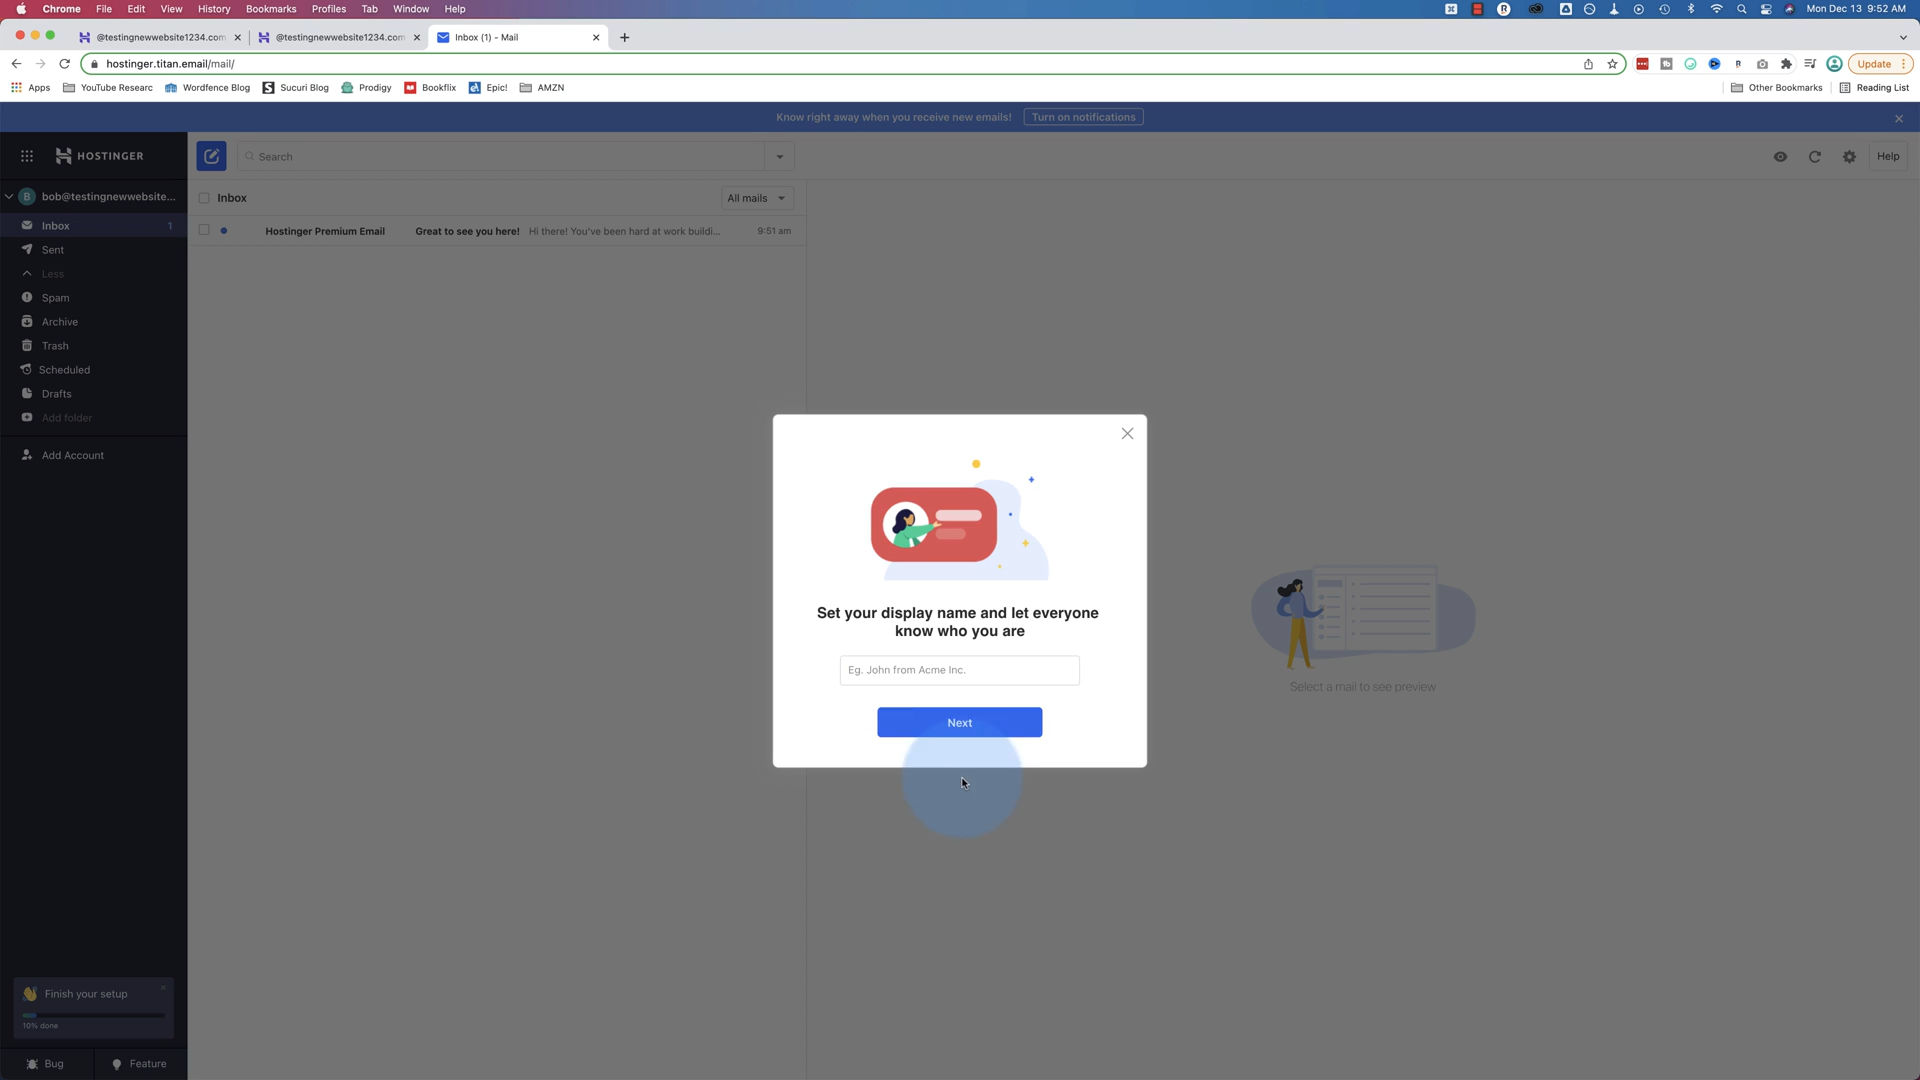 Chrome File Edit View History Bookmarks Profiles Tab Window Help
Mon Dec 13 9:52 AM
@testingnewwebsite1234.com
@testingnewwebsite1234.com
Inbox (1) - Mail
hostinger.titan.email/mail/
Update
Apps
YouTube Researc
Wordfence Blog
Sucuri Blog
Prodigy
Bookflix
Epic!
AMZN
Other Bookmarks
Reading List
Know right away when you receive new emails!
Turn on notifications
HOSTINGER
Search
Help
bob@testingnewwebsite...
Inbox 1
Sent
Less
Spam
Archive
Trash
Scheduled
Drafts
Add folder
Add Account
Inbox
All mails
Hostinger Premium Email Great to see you here! Hi there! You've been hard at work buildi... 9:51 am
Set your display name and let everyone
know who you are
Eg. John from Acme Inc.
Next
Select a mail to see preview
Finish your setup
10% done
Bug
Feature